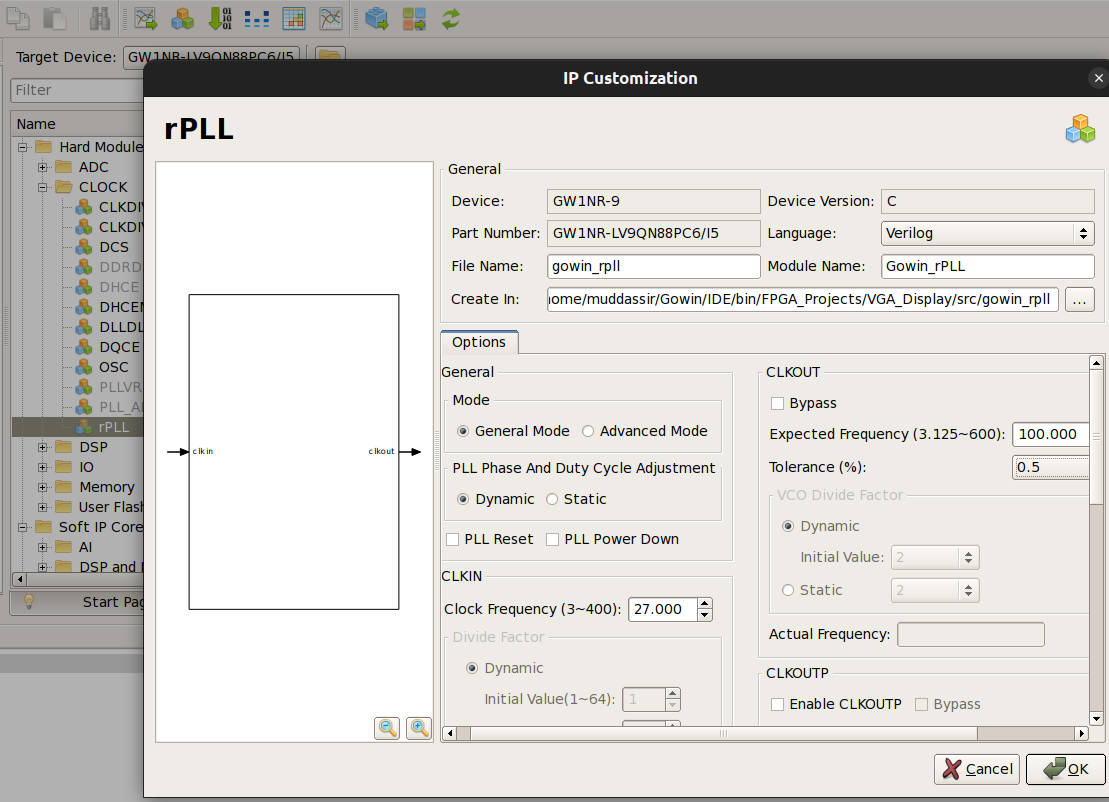 Target Device: GW1NR-LV9QN88PC6/I5
IP Customization
Filter
rPLL
Name
Hard Module
ADC
CLOCK
CLKDIV
CLKDIV
DCS
DDRD
DHCE
DHCEN
DLLDL
DQCE
OSC
PLLVR
PLL_A
rPLL
DSP
IO
Memory
User Flash
Soft IP Core
AI
DSP and M
Start Pag
clkin
clkout
General
Device: GW1NR-9 Device Version: C
Part Number: GW1NR-LV9QN88PC6/I5 Language: Verilog
File Name: gowin_rpll Module Name: Gowin_rPLL
Create In: home/muddassir/Gowin/IDE/bin/FPGA_Projects/VGA_Display/src/gowin_rpll ...
Options
General
Mode
General Mode Advanced Mode
PLL Phase And Duty Cycle Adjustment
Dynamic Static
PLL Reset PLL Power Down
CLKIN
Clock Frequency (3~400): 27.000
Divide Factor
Dynamic
Initial Value(1~64): 1
CLKOUT
Bypass
Expected Frequency (3.125~600): 100.000
Tolerance (%): 0.5
VCO Divide Factor
Dynamic
Initial Value: 2
Static 2
Actual Frequency:
CLKOUTP
Enable CLKOUTP Bypass
Cancel OK